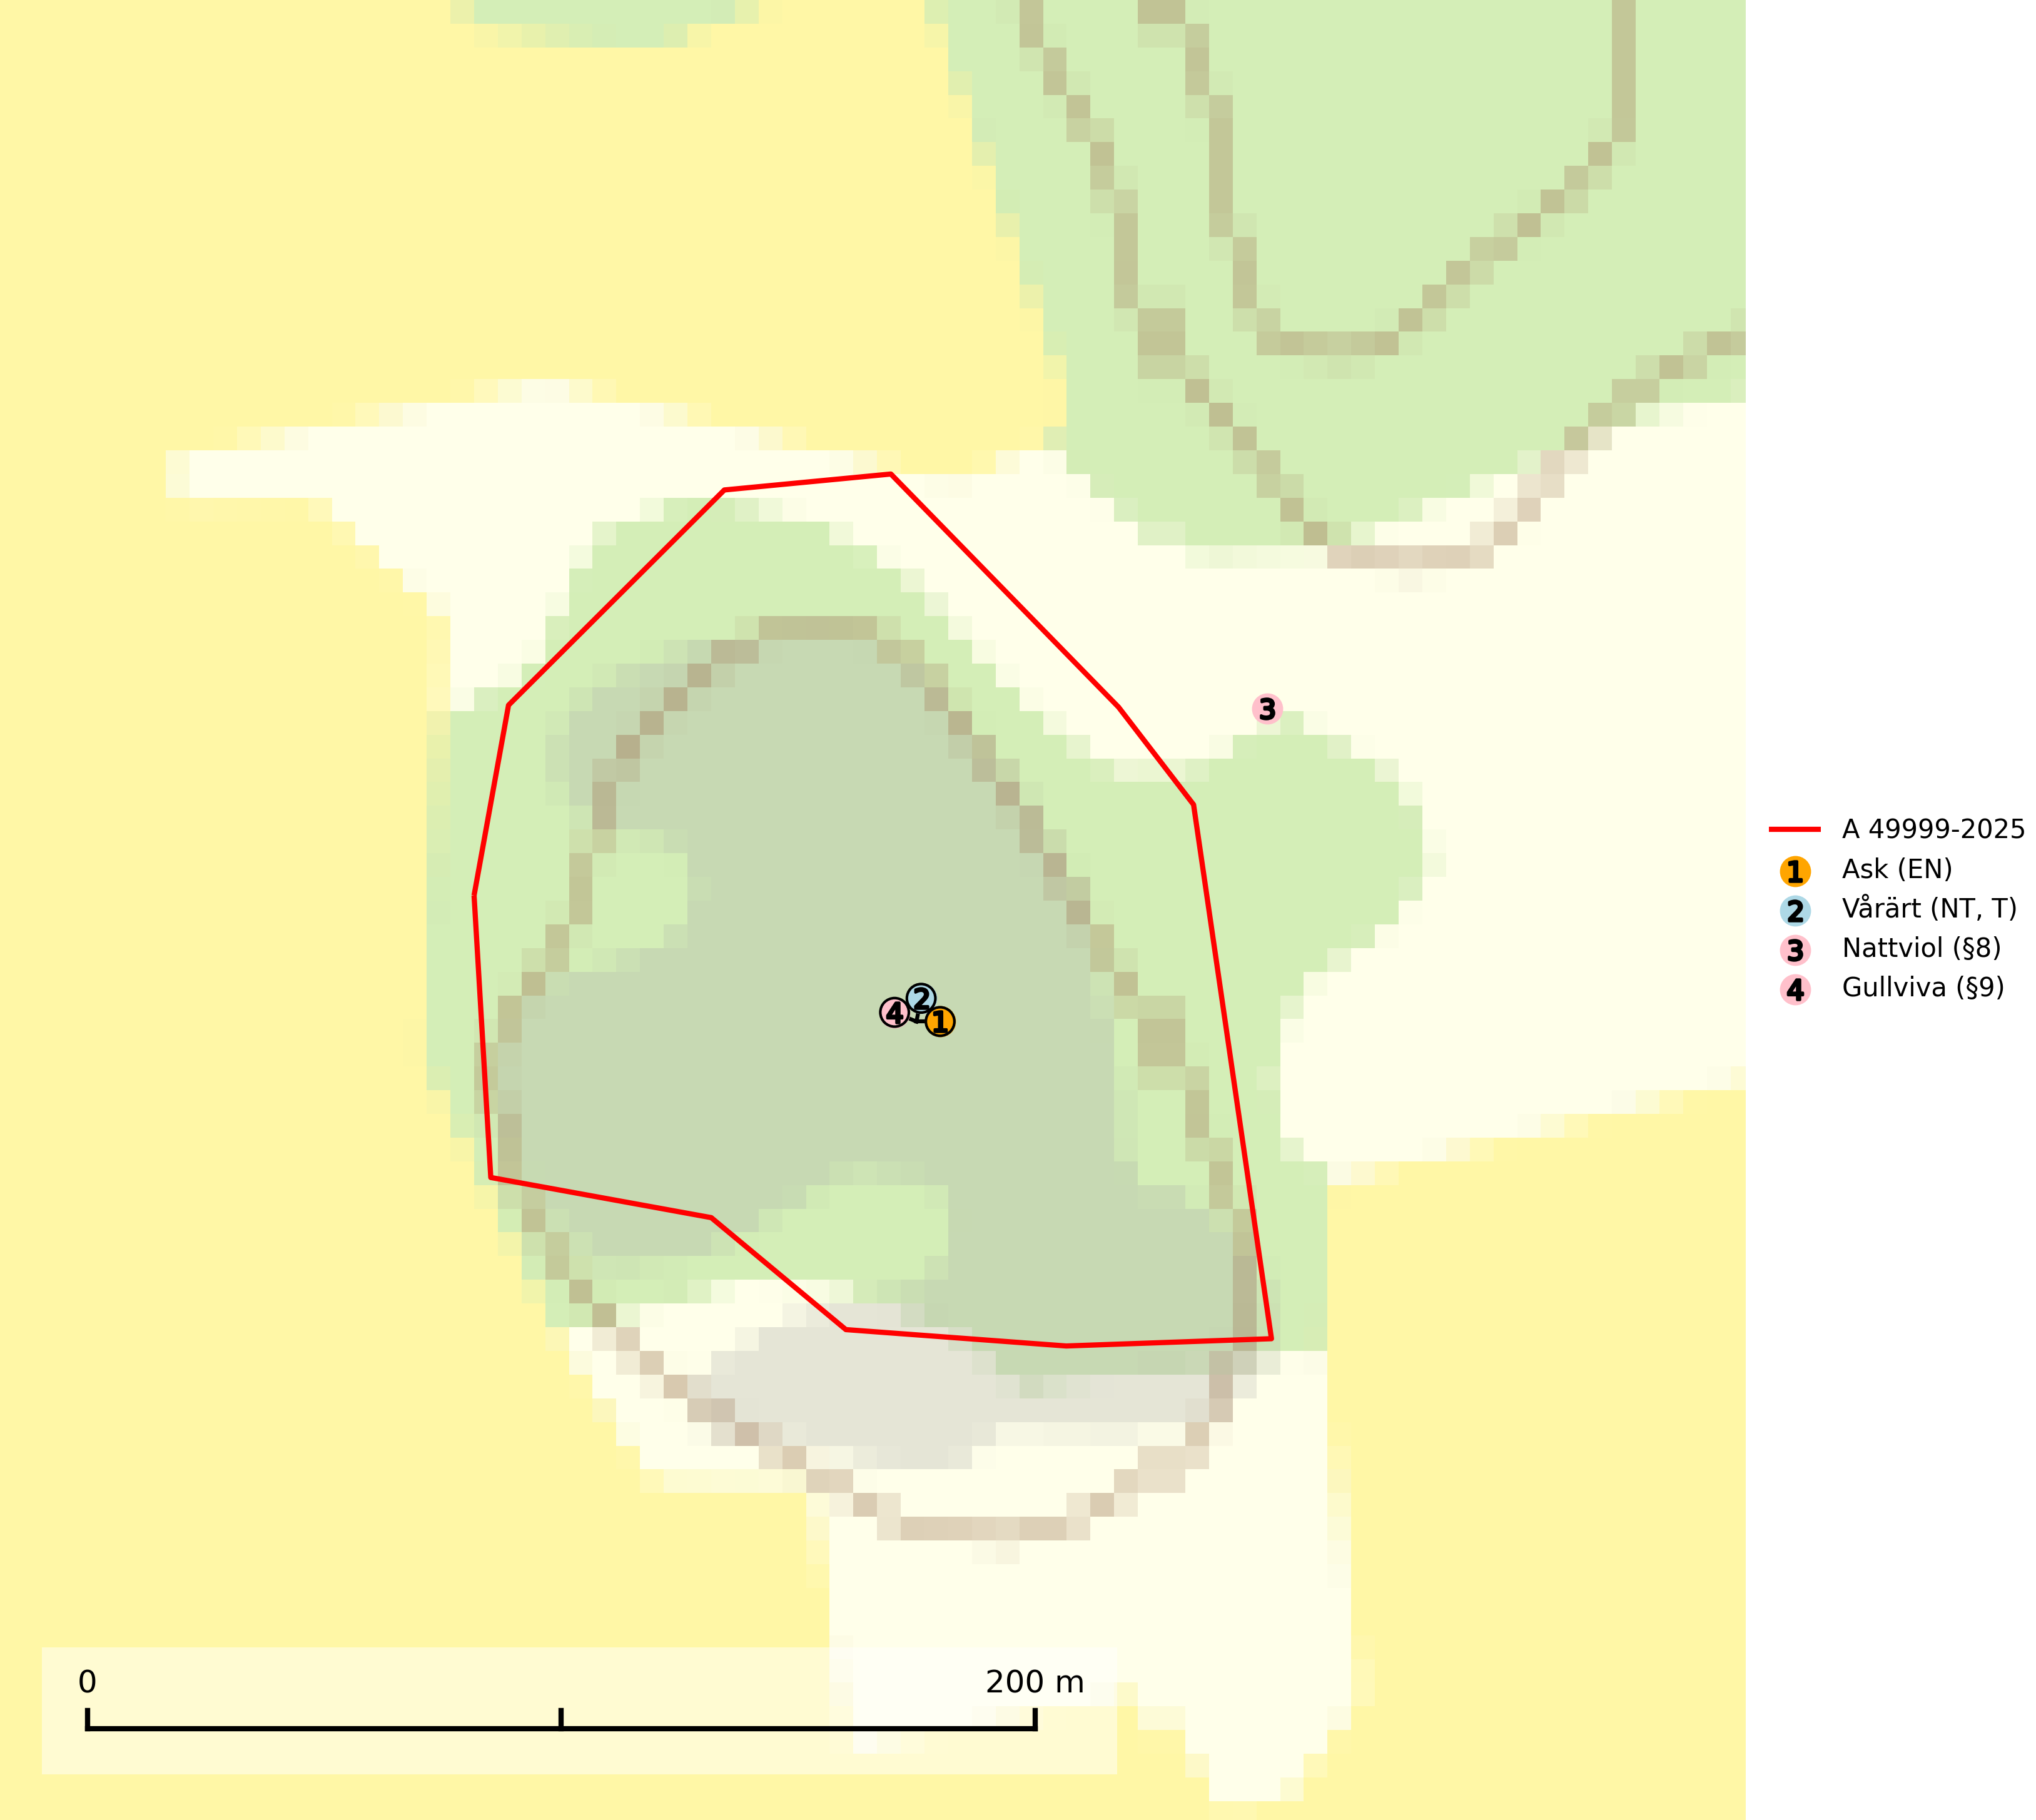 3
2
4
1
0
200 m
A 49999-2025
1 Ask (EN)
2 Vårärt (NT, T)
3 Nattviol (§8)
4 Gullviva (§9)